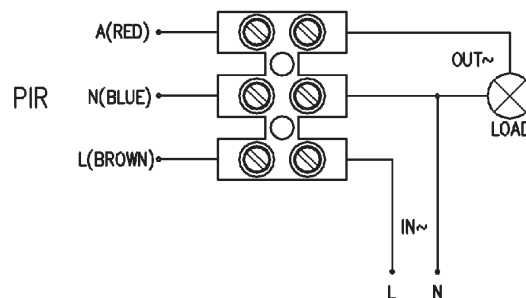 A(RED)
OUT~
PIR
N(BLUE)
LOAD
L(BROWN)
IN~
L
N